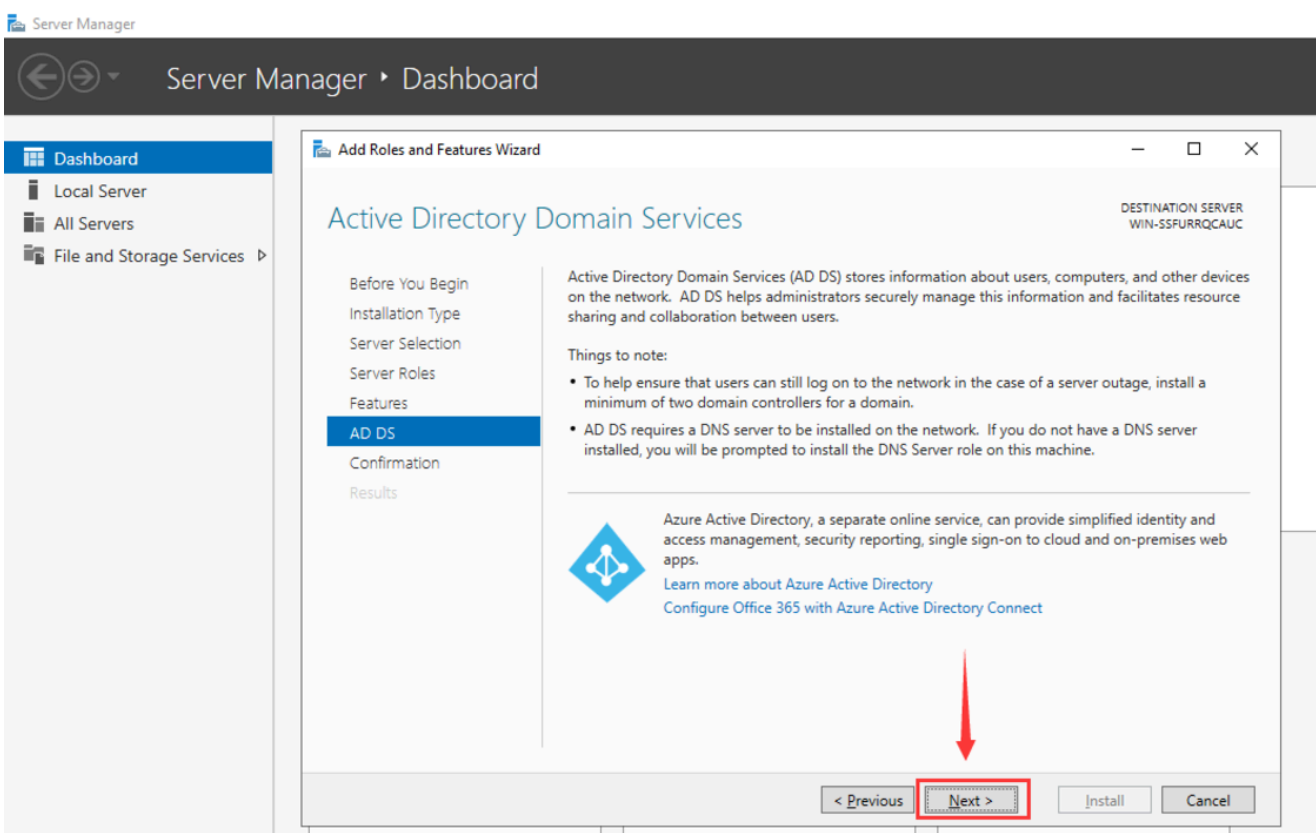 Server Manager
Server Manager ‣ Dashboard
Dashboard
Local Server
All Servers
File and Storage Services
Add Roles and Features Wizard
Active Directory Domain Services
DESTINATION SERVER
WIN-SSFURRQCAUC
Before You Begin
Installation Type
Server Selection
Server Roles
Features
AD DS
Confirmation
Results
Active Directory Domain Services (AD DS) stores information about users, computers, and other devices
on the network. AD DS helps administrators securely manage this information and facilitates resource
sharing and collaboration between users.
Things to note:
• To help ensure that users can still log on to the network in the case of a server outage, install a
minimum of two domain controllers for a domain.
• AD DS requires a DNS server to be installed on the network. If you do not have a DNS server
installed, you will be prompted to install the DNS Server role on this machine.
Azure Active Directory, a separate online service, can provide simplified identity and
access management, security reporting, single sign-on to cloud and on-premises web
apps.
Learn more about Azure Active Directory
Configure Office 365 with Azure Active Directory Connect
< Previous
Next >
Install
Cancel